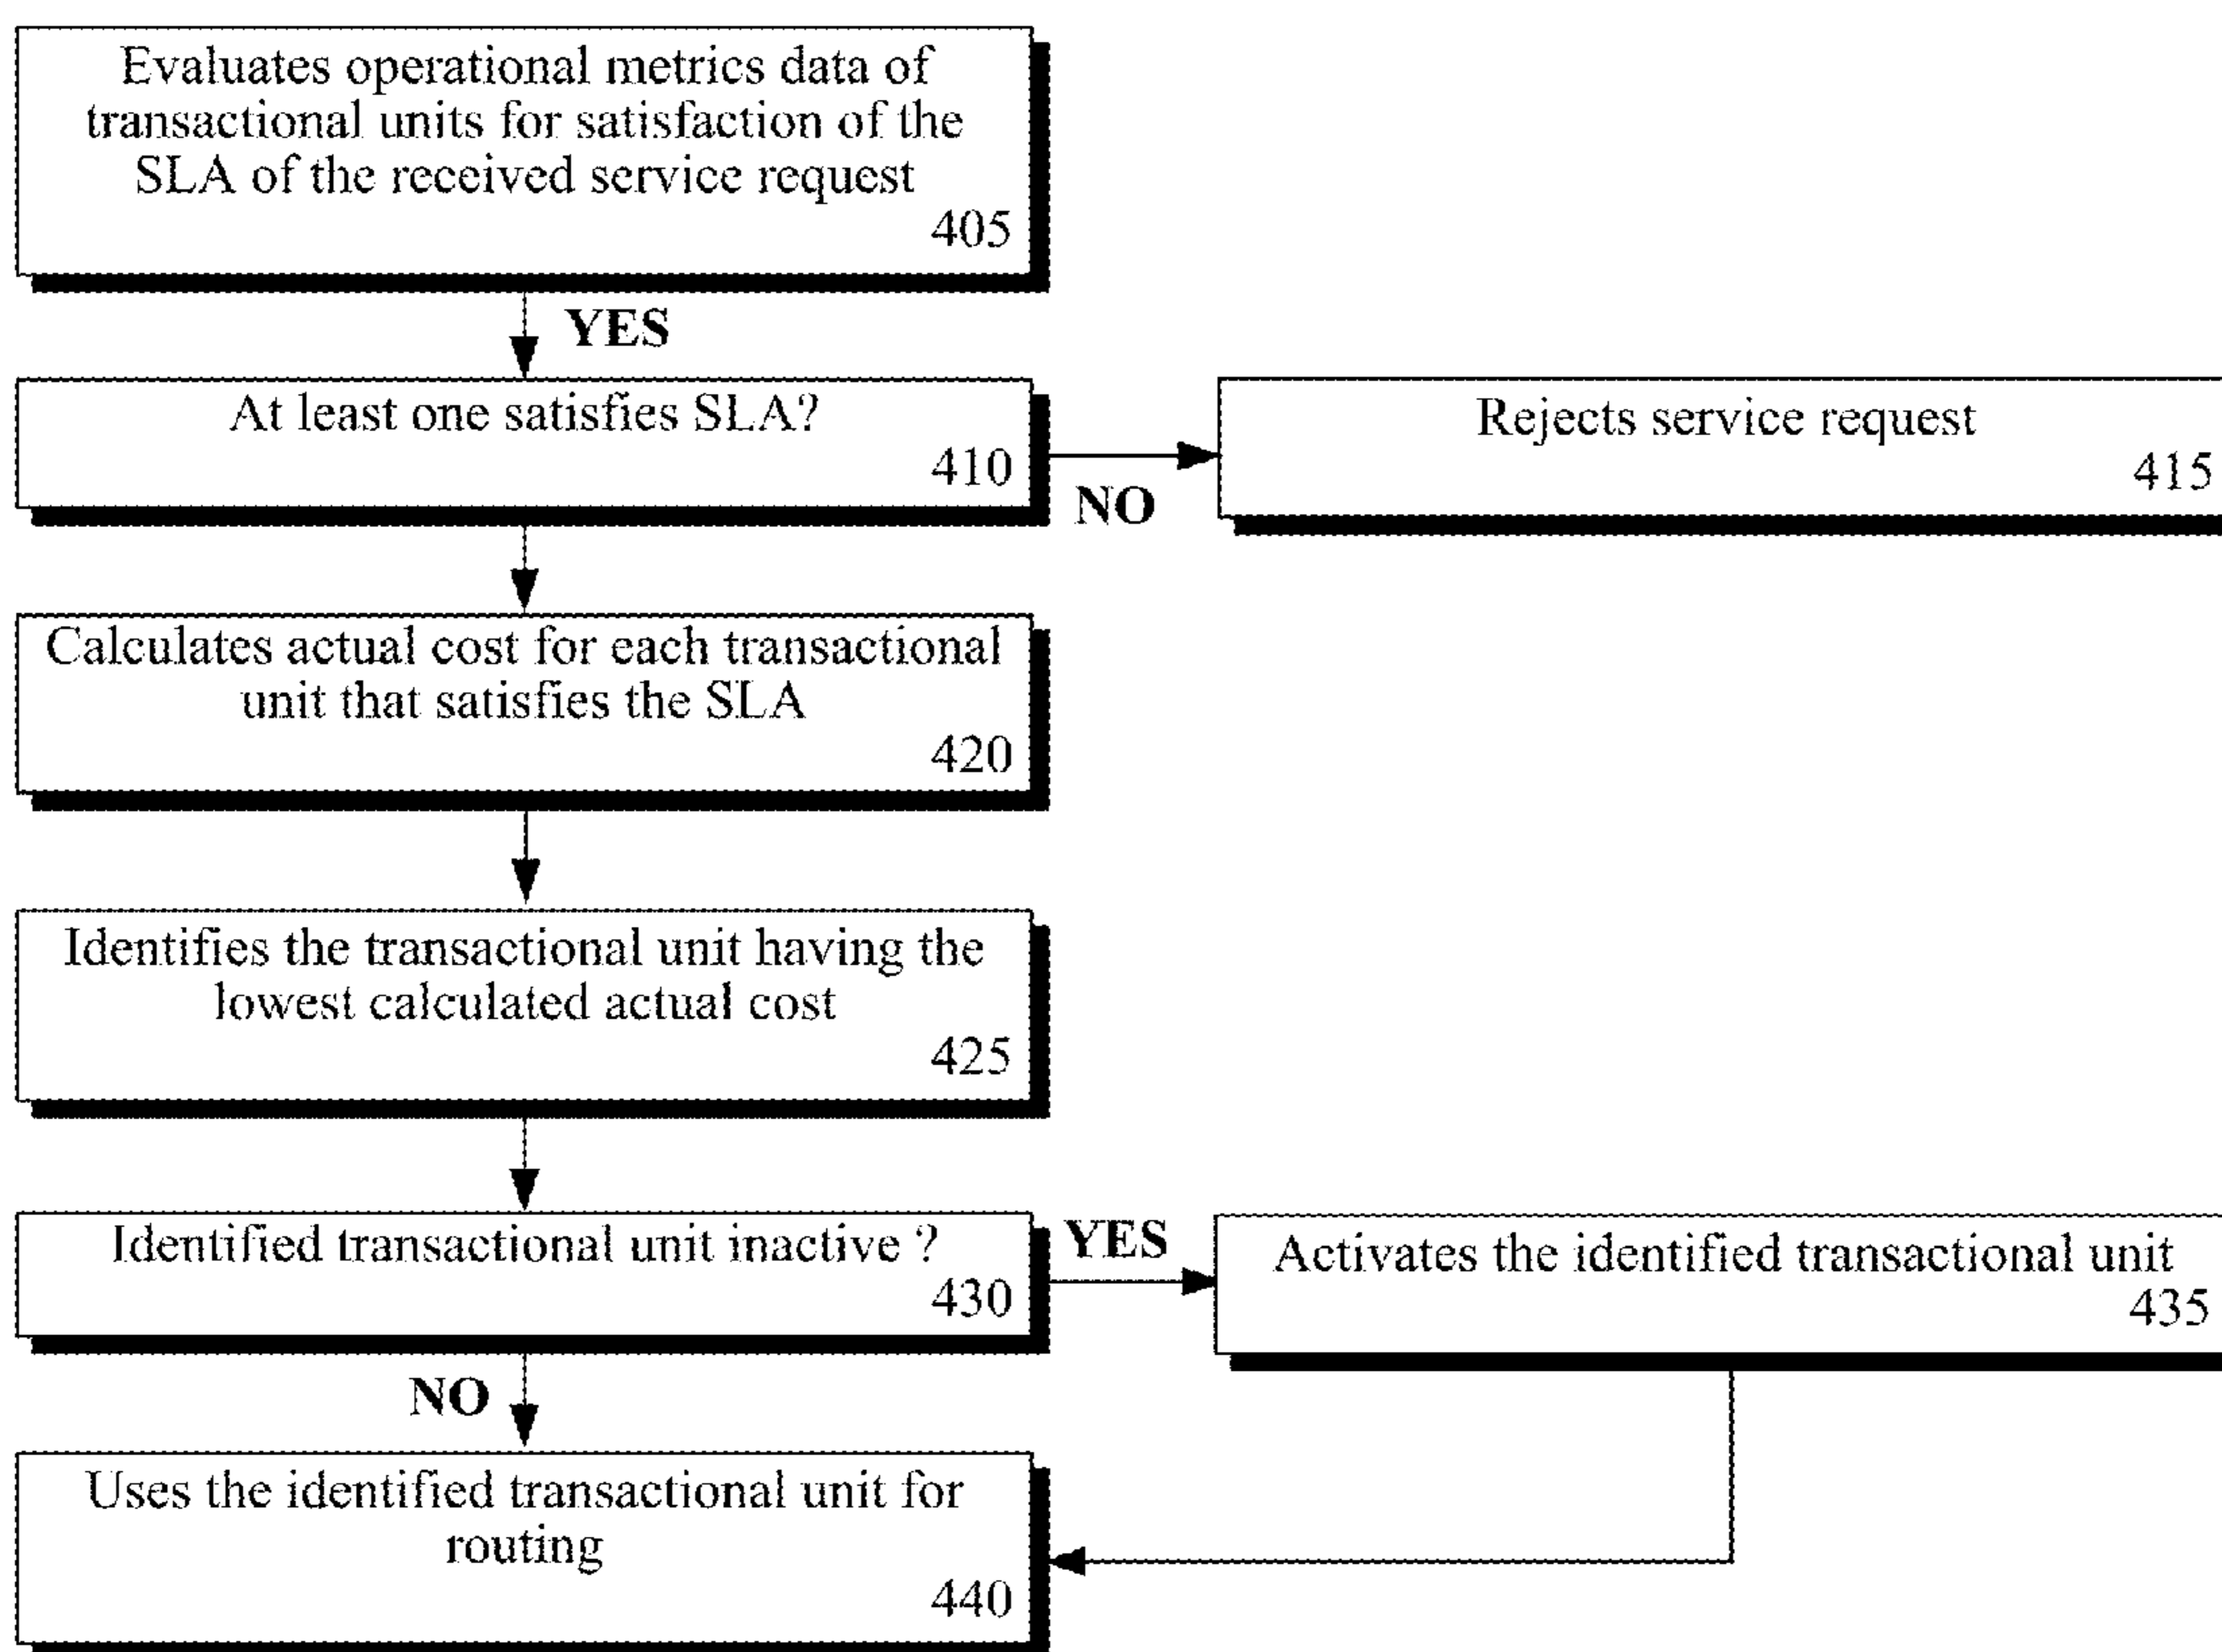 Evaluates operational metrics data of
transactional units for satisfaction of the
SLA of the received service request
405
YES
At least one satisfies SLA?
410
NO
Rejects service request
415
Calculates actual cost for each transactional
unit that satisfies the SLA
420
Identifies the transactional unit having the
lowest calculated actual cost
425
Identified transactional unit inactive ?
430
YES
Activates the identified transactional unit
435
NO
Uses the identified transactional unit for
routing
440